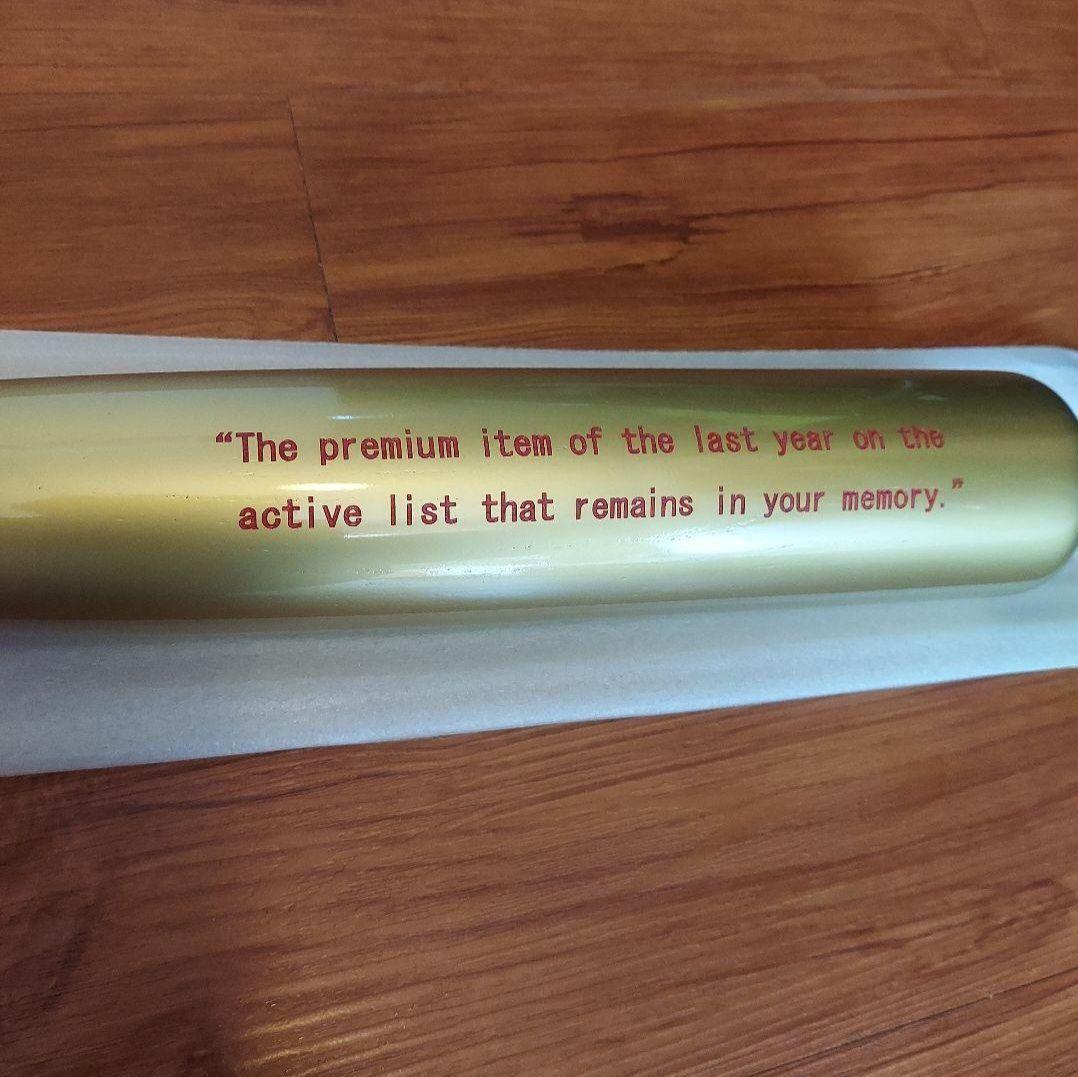 “The premium item of the last year on the
active list that remains in your memory.”